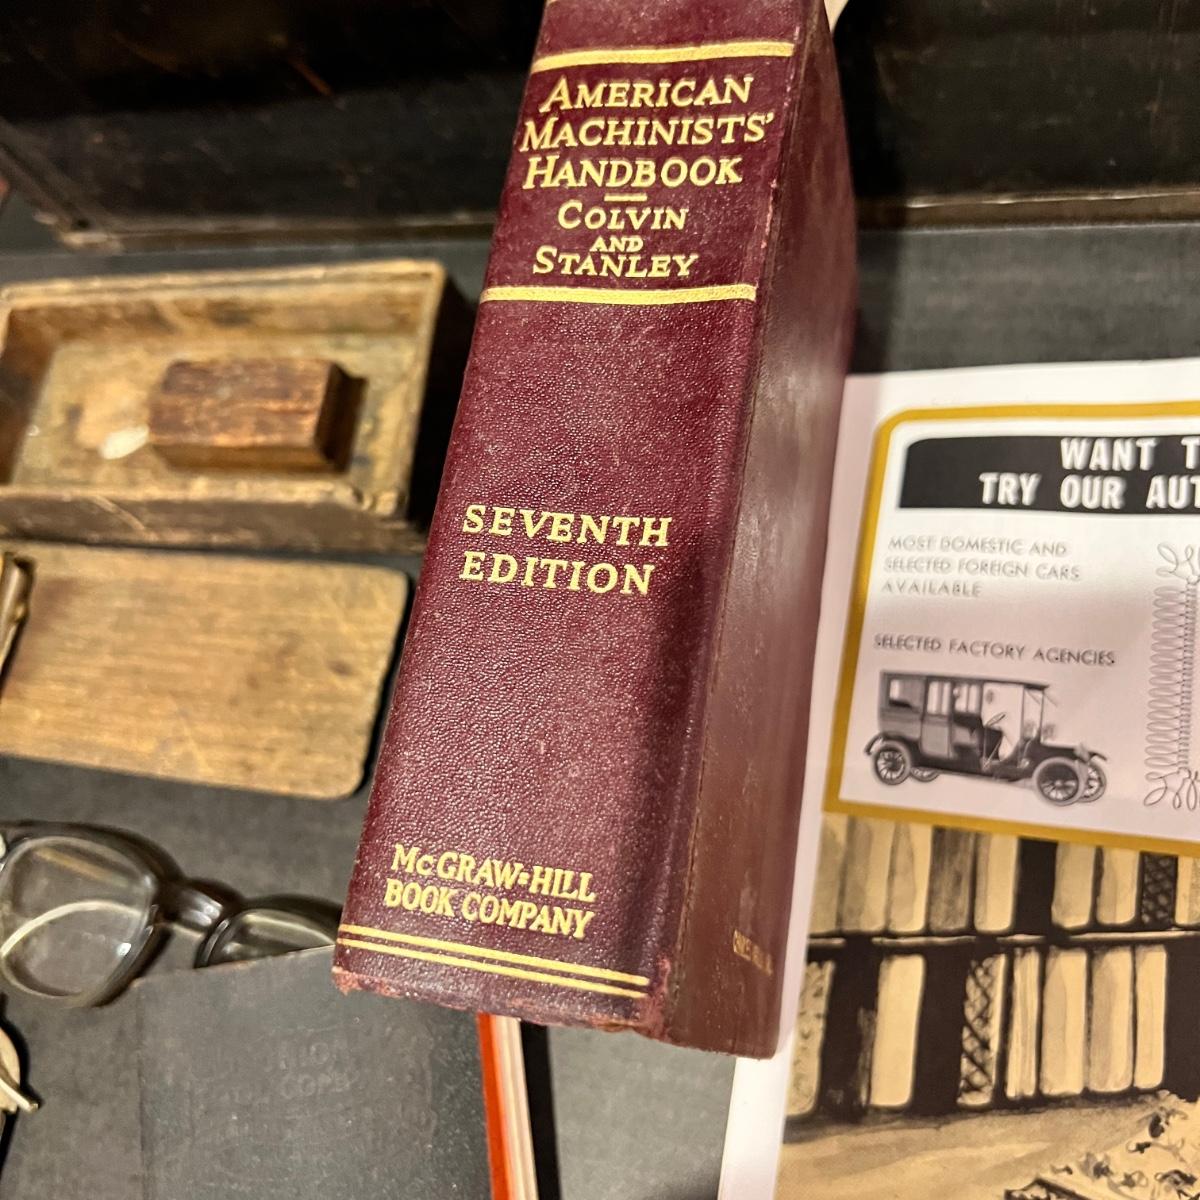 AMERICAN
MACHINISTS'
HANDBOOK
COLVIN
AND
STANLEY
SEVENTH
EDITION
McGRAW-HILL
BOOK COMPANY
WANT
TRY OUR
MOST DOMESTIC AND
SELECTED FOREIGN CARS
AVAILABLE
SELECTED FACTORY AGENCIES